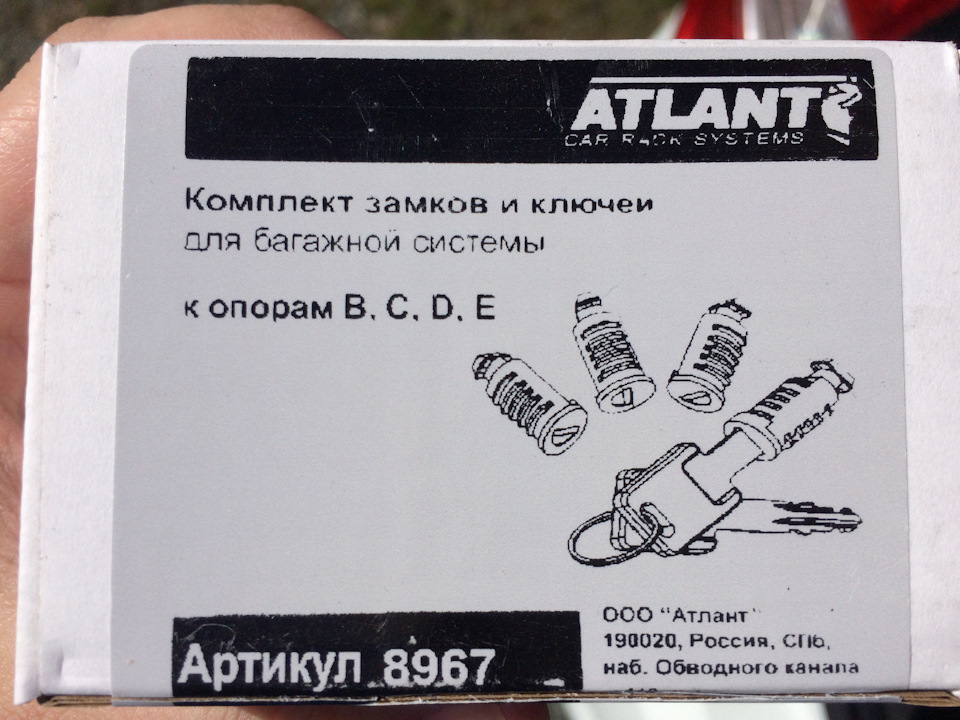 ATLANT
CAR RACK SYSTEMS
Комплект замков и ключей
для багажной системы
к опорам B, C, D, E
Артикул 8967
ООО "Атлант"
190020, Россия, СПб,
наб. Обводного канала